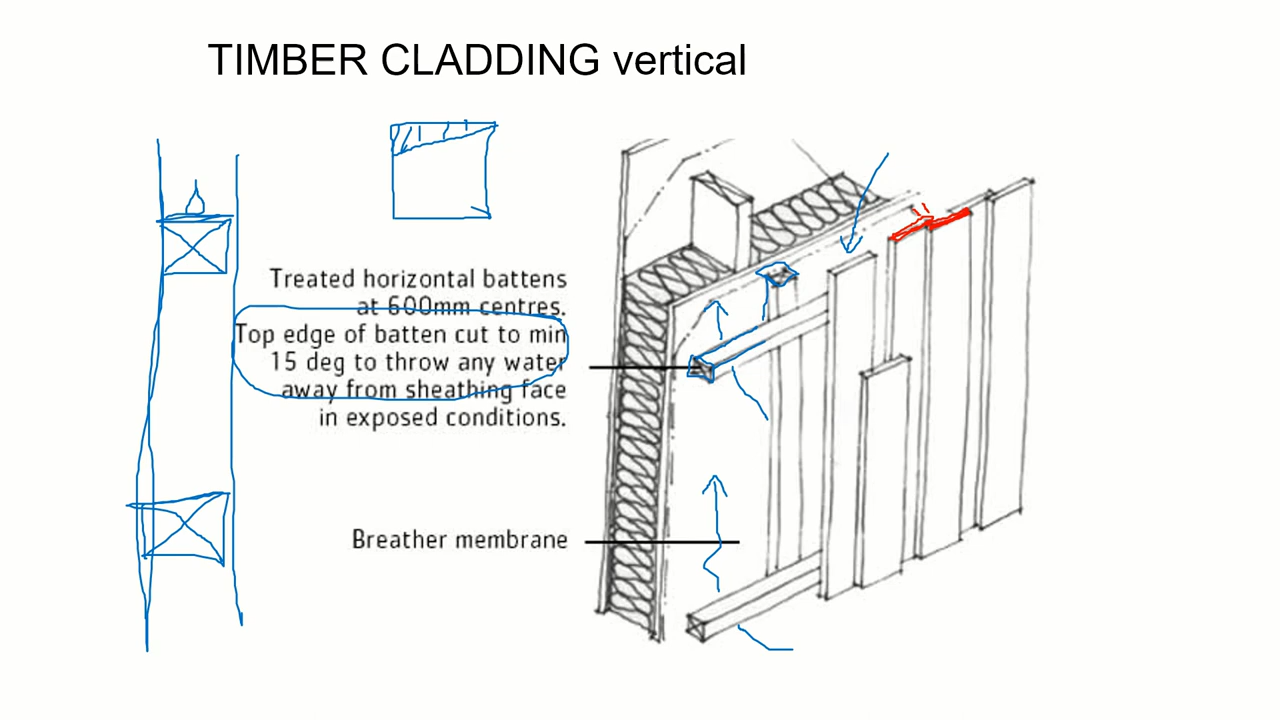 TIMBER CLADDING vertical
Treated horizontal battens
at 600mm centres.
Top edge of batten cut to min
15 deg to throw any water
away from sheathing face
in exposed conditions.
Breather membrane